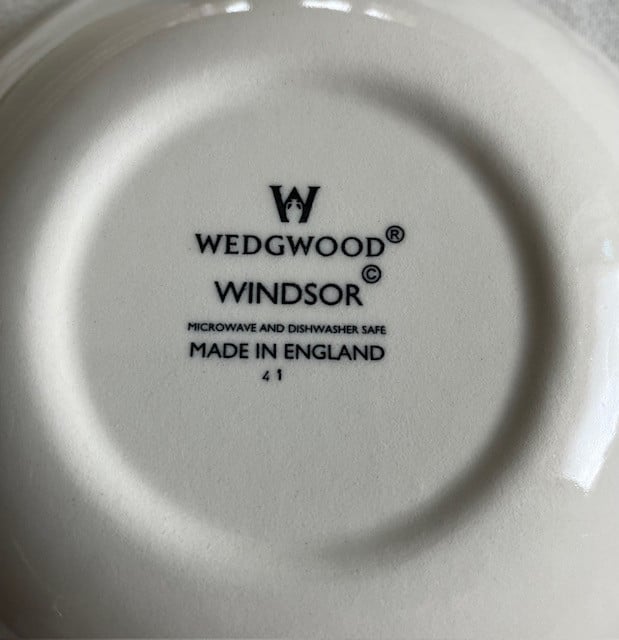 W
WEDGWOOD®
WINDSOR©
MICROWAVE AND DISHWASHER SAFE
MADE IN ENGLAND
41